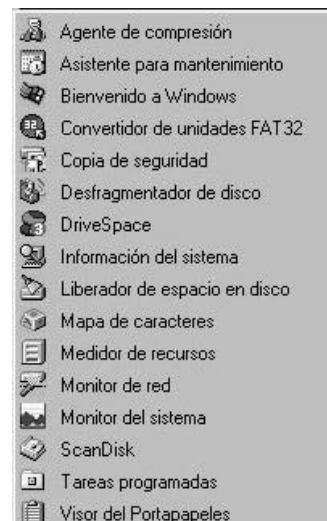 Agente de compresión
Asistente para mantenimiento
Bienvenido a Windows
Convertidor de unidades FAT32
Copia de seguridad
Desfragmentador de disco
DriveSpace
Información del sistema
Liberador de espacio en disco
Mapa de caracteres
Medidor de recursos
Monitor de red
Monitor del sistema
ScanDisk
Tareas programadas
Visor del Portapapeles